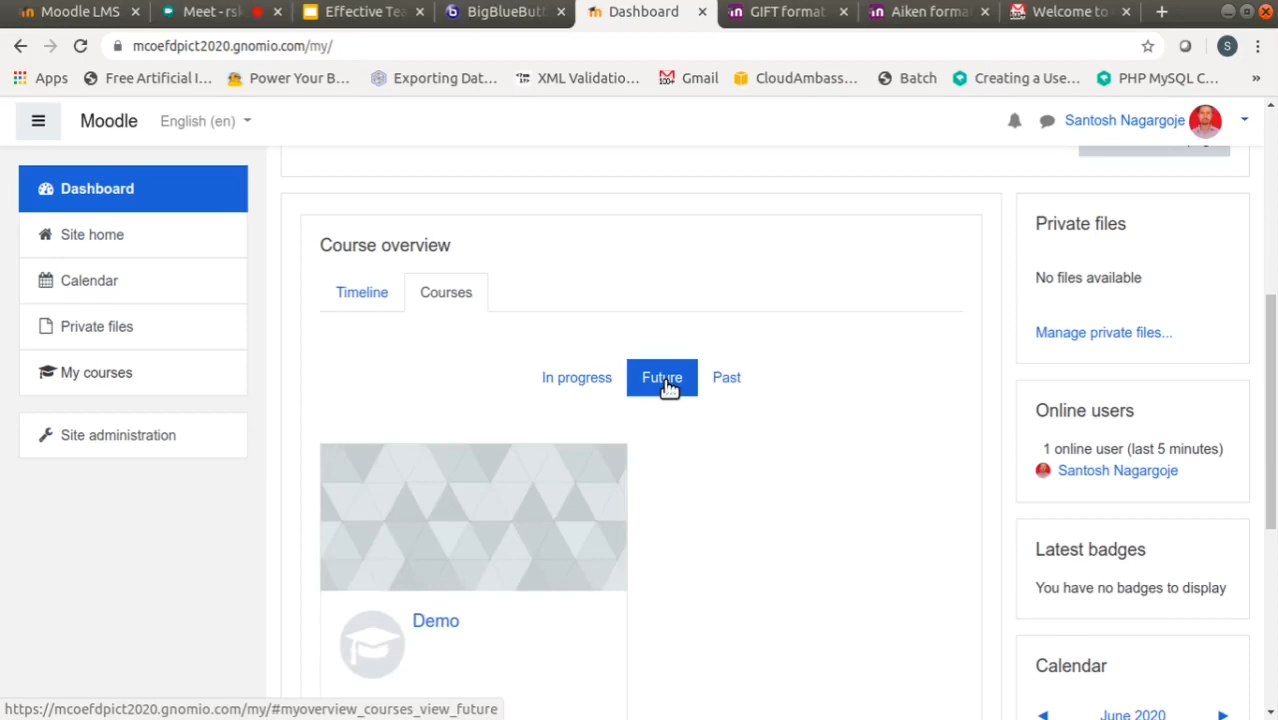 Moodle LMS
Meet - rsk
Effective Tea
BigBlueButt
Dashboard
GIFT format
Aiken forma
Welcome to
mcoefdpict2020.gnomio.com/my/
S
Apps
Free Artificial I...
Power Your B...
Exporting Dat...
XML Validatio...
Gmail
CloudAmbass...
Batch
Creating a Use...
PHP MySQL C...
»
Moodle
English (en)
Santosh Nagargoje
Dashboard
Site home
Calendar
Private files
My courses
Site administration
Course overview
Timeline
Courses
In progress
Future
Past
Demo
Private files
No files available
Manage private files...
Online users
1 online user (last 5 minutes)
Santosh Nagargoje
Latest badges
You have no badges to display
Calendar
◀ June 2020 ▶
https://mcoefdpict2020.gnomio.com/my/#myoverview_courses_view_future